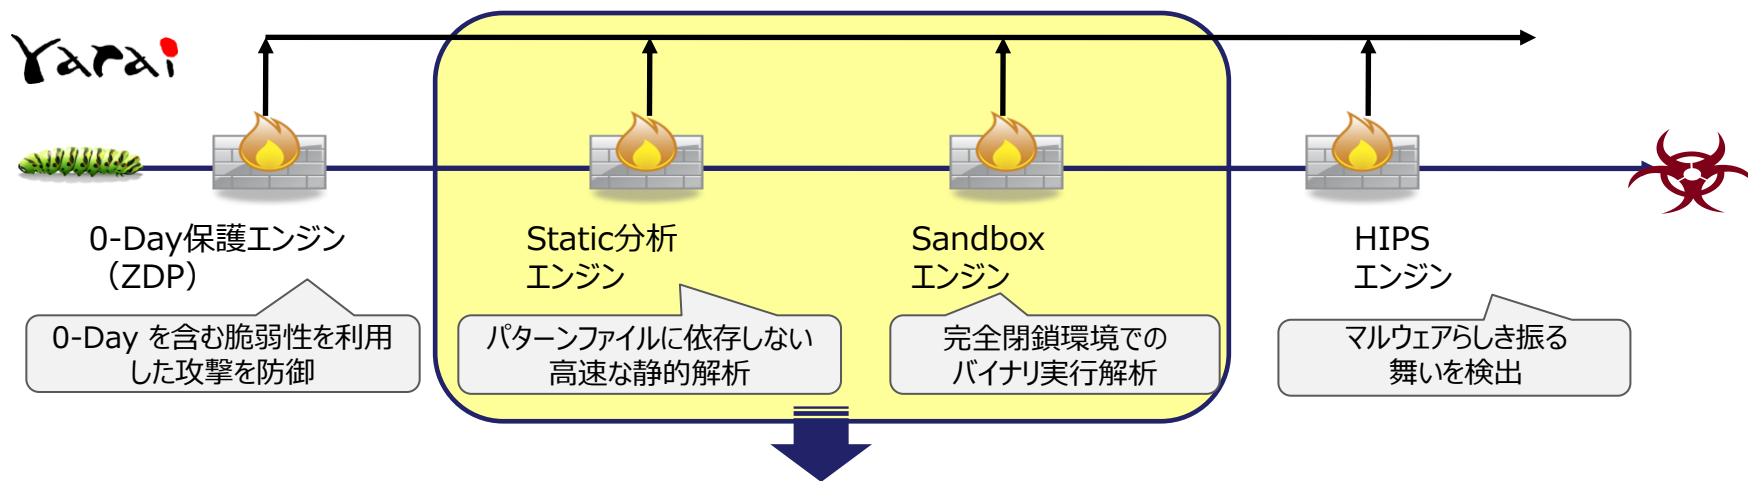 Yarai
0-Day保護エンジン
（ZDP）
0-Day を含む脆弱性を利用
した攻撃を防御
Static分析
エンジン
パターンファイルに依存しない
高速な静的解析
Sandbox
エンジン
完全閉鎖環境での
バイナリ実行解析
HIPS
エンジン
マルウェアらしき振る
舞いを検出